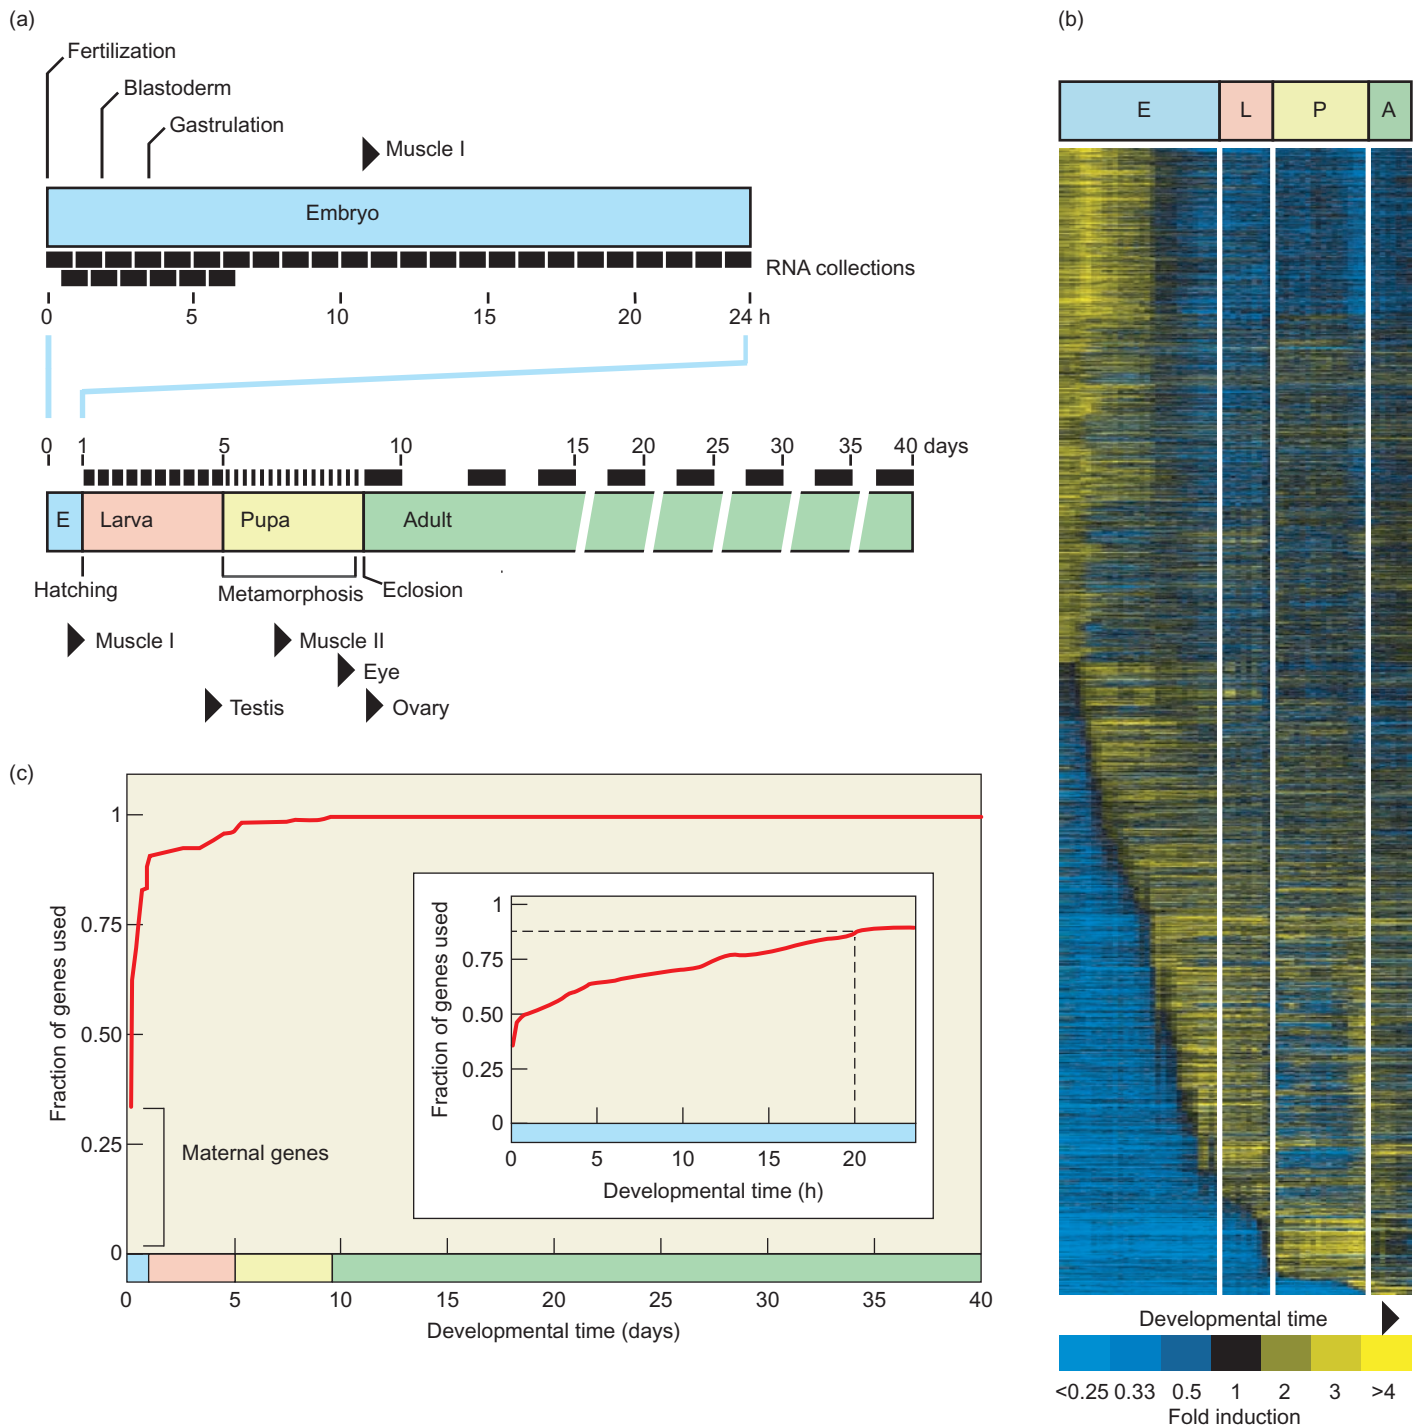 (a)
Fertilization
Blastoderm
Gastrulation
Muscle I
Embryo
RNA collections
0 5 10 15 20 24 h
0 1 5 10 15 20 25 30 35 40 days
E Larva Pupa Adult
Hatching Metamorphosis Eclosion
Muscle I Muscle II
Eye
Testis Ovary
(b)
E L P A
Developmental time
<0.25 0.33 0.5 1 2 3 >4
Fold induction
(c)
Fraction of genes used
1
0.75
0.50
0.25
0
Maternal genes
0 5 10 15 20 25 30 35 40
Developmental time (days)
Fraction of genes used
1
0.75
0.50
0.25
0
0 5 10 15 20
Developmental time (h)